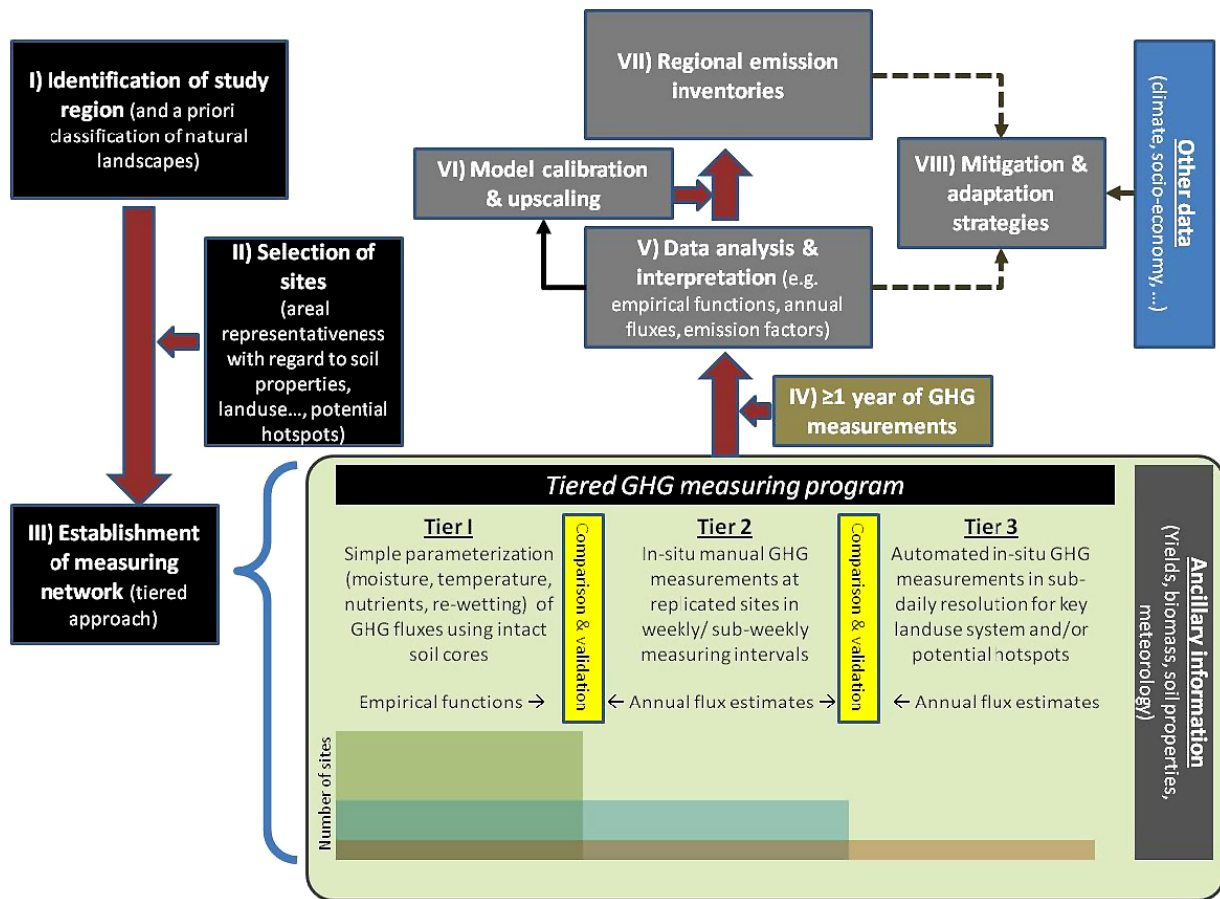 I) Identification of study
region (and a priori
classification of natural
landscapes)
II) Selection of
sites
(areal
representativeness
with regard to soil
properties,
landuse..., potential
hotspots)
III) Establishment
of measuring
network (tiered
approach)
VII) Regional emission
inventories
VI) Model calibration
& upscaling
VIII) Mitigation &
adaptation
strategies
Other data
(climate, socio-economy, ...)
V) Data analysis &
interpretation (e.g.
empirical functions, annual
fluxes, emission factors)
IV) ≥1 year of GHG
measurements
Tiered GHG measuring program
Tier I
Simple parameterization
(moisture, temperature,
nutrients, re-wetting) of
GHG fluxes using intact
soil cores
Empirical functions →
Comparison & validation
Tier 2
In-situ manual GHG
measurements at
replicated sites in
weekly/ sub-weekly
measuring intervals
← Annual flux estimates →
Comparison & validation
Tier 3
Automated in-situ GHG
measurements in sub-
daily resolution for key
landuse system and/or
potential hotspots
← Annual flux estimates
Number of sites
Ancillary information
(Yields, biomass, soil properties,
meteorology)